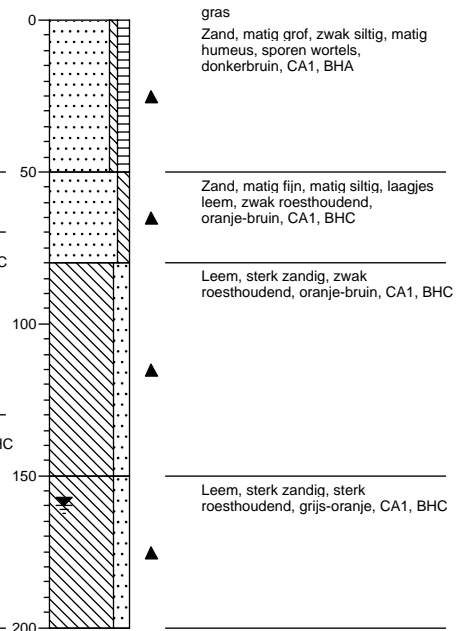 0
gras
Zand, matig grof, zwak siltig, matig
humeus, sporen wortels,
donkerbruin, CA1, BHA
50
Zand, matig fijn, matig siltig, laagjes
leem, zwak roesthoudend,
oranje-bruin, CA1, BHC
Leem, sterk zandig, zwak
roesthoudend, oranje-bruin, CA1, BHC
100
150
Leem, sterk zandig, sterk
roesthoudend, grijs-oranje, CA1, BHC
200